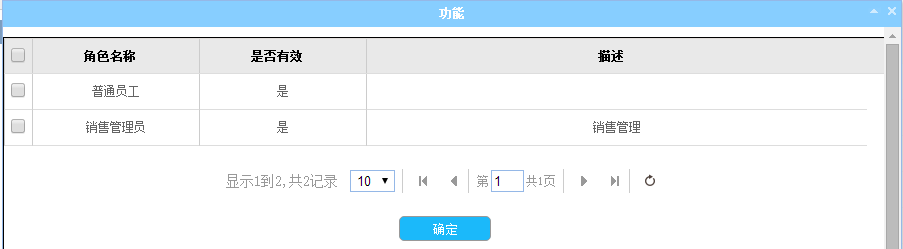 功能
角色名称 是否有效 描述
普通员工 是
销售管理员 是 销售管理
显示1到2,共2记录 10 第 1 共1页
确定